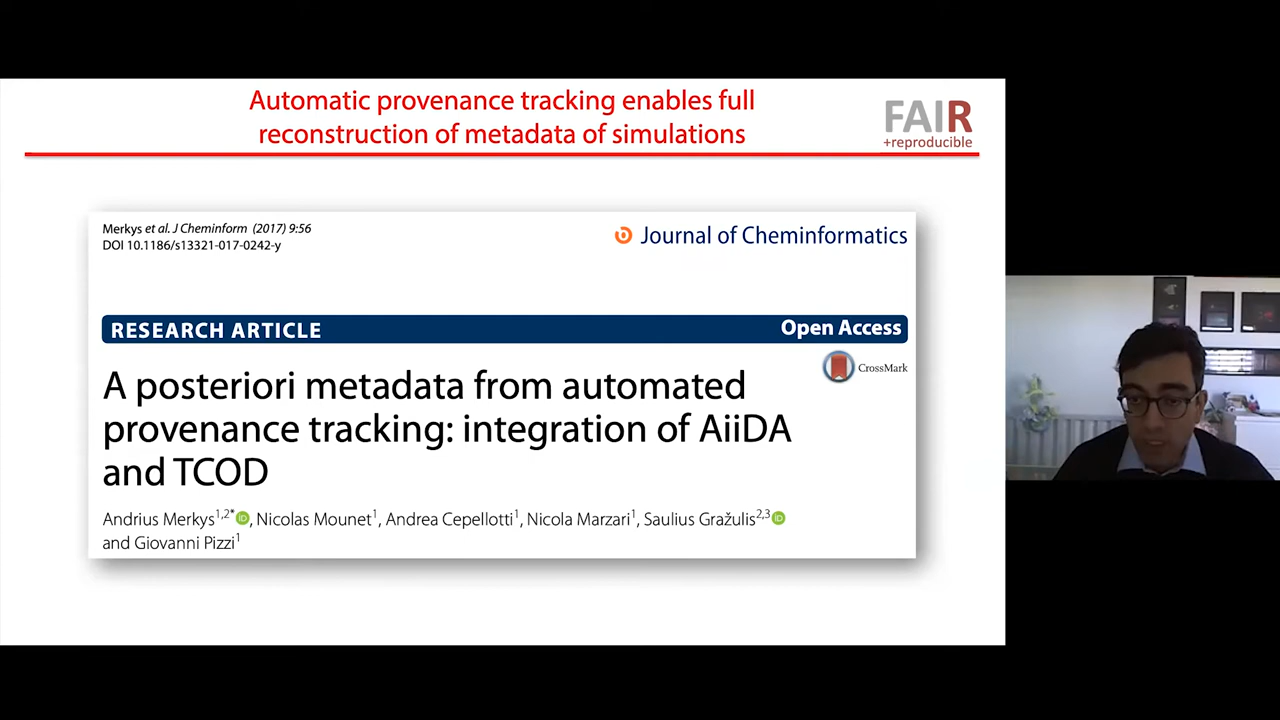 Automatic provenance tracking enables full
reconstruction of metadata of simulations
FAIR
+reproducible
Merkys et al. J Cheminform (2017) 9:56
DOI 10.1186/s13321-017-0242-y
Journal of Cheminformatics
RESEARCH ARTICLE
Open Access
CrossMark
A posteriori metadata from automated
provenance tracking: integration of AiiDA
and TCOD
Andrius Merkys1,2* iD, Nicolas Mounet1, Andrea Cepellotti1, Nicola Marzari1, Saulius Gražulis2,3 iD
and Giovanni Pizzi1